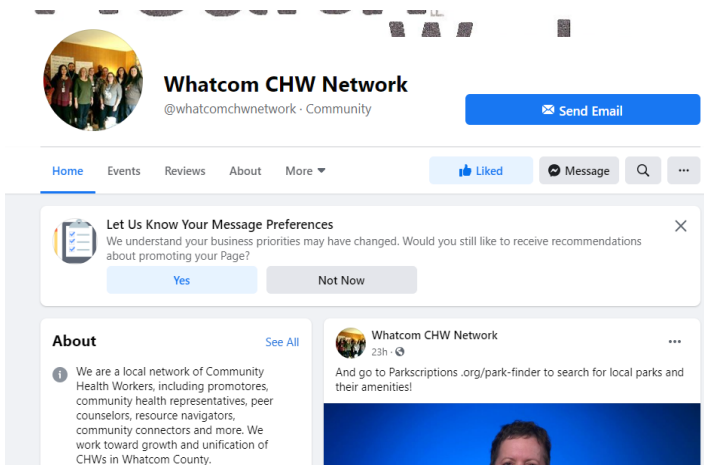 Whatcom CHW Network
@whatcomchwnetwork · Community
Send Email
Home Events Reviews About More
Liked Message
Let Us Know Your Message Preferences
We understand your business priorities may have changed. Would you still like to receive recommendations
about promoting your Page?
Yes Not Now
About See All
We are a local network of Community
Health Workers, including promotores,
community health representatives, peer
counselors, resource navigators,
community connectors and more. We
work toward growth and unification of
CHWs in Whatcom County.
Whatcom CHW Network
23h ·
And go to Parkscriptions .org/park-finder to search for local parks and
their amenities!